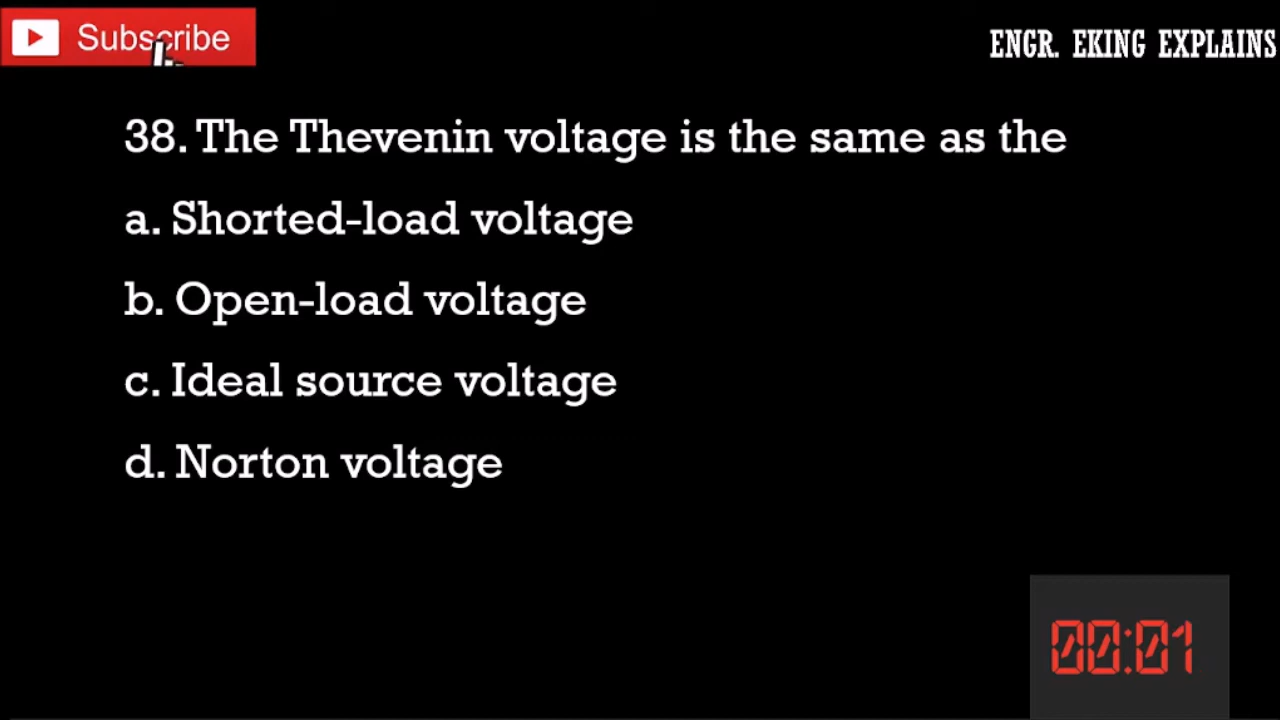 Subscribe
ENGR. EKING EXPLAINS
38. The Thevenin voltage is the same as the
a. Shorted-load voltage
b. Open-load voltage
c. Ideal source voltage
d. Norton voltage
00:01